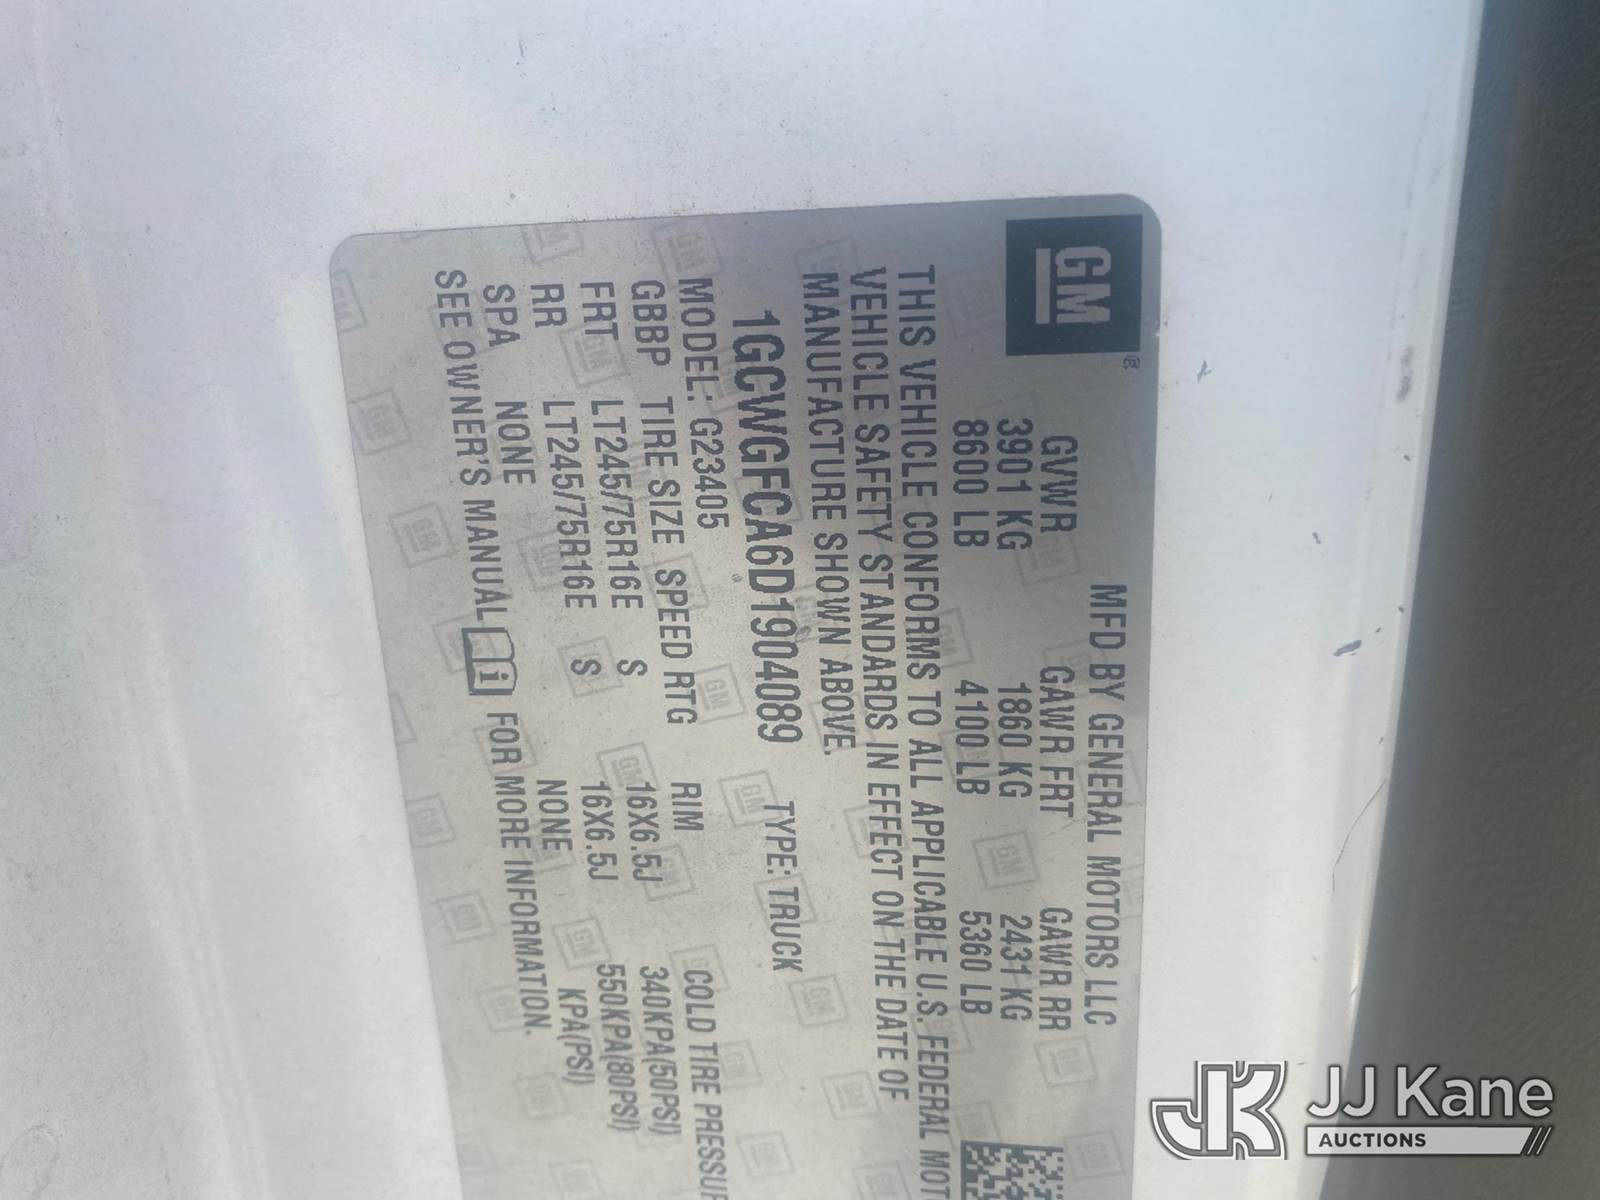 GM®
MFD BY GENERAL MOTORS LLC
GVWR GAWR FRT GAWR RR
3901 KG 1860 KG 2431 KG
8600 LB 4100 LB 5360 LB
THIS VEHICLE CONFORMS TO ALL APPLICABLE U.S. FEDERAL MOT
VEHICLE SAFETY STANDARDS IN EFFECT ON THE DATE OF
MANUFACTURE SHOWN ABOVE.
1GCWGFCA6D1904089 TYPE: TRUCK
MODEL: G23405
GBBP TIRE SIZE SPEED RTG RIM COLD TIRE PRESSUR
FRT LT245/75R16E S 16X6.5J 340KPA(50PSI)
RR LT245/75R16E S 16X6.5J 550KPA(80PSI)
SPA NONE NONE KPA(PSI)
SEE OWNER'S MANUAL i FOR MORE INFORMATION.
JK JJ Kane
AUCTIONS